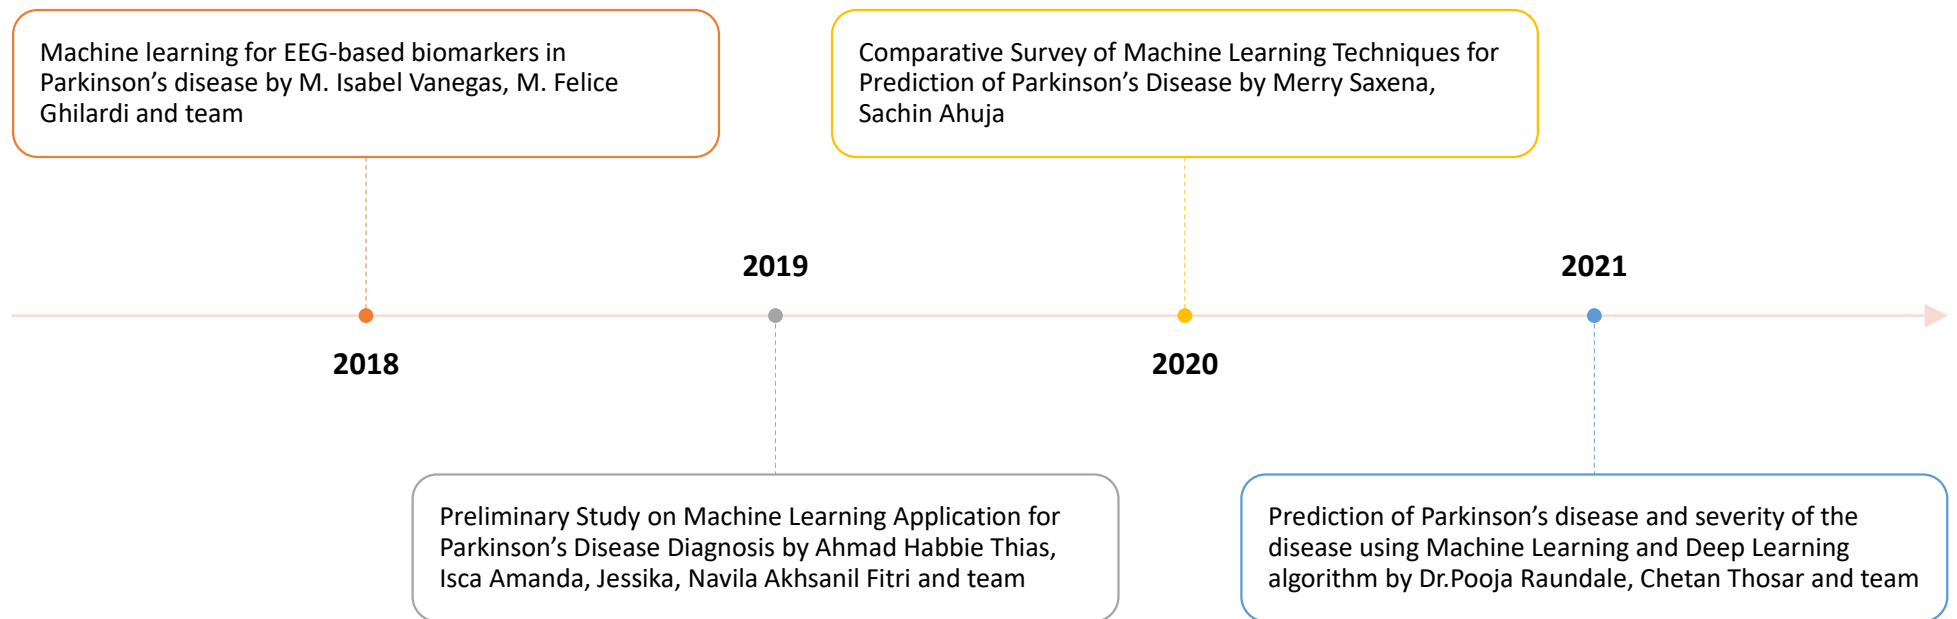 Machine learning for EEG-based biomarkers in
Parkinson’s disease by M. Isabel Vanegas, M. Felice
Ghilardi and team
2018
2019
Preliminary Study on Machine Learning Application for
Parkinson’s Disease Diagnosis by Ahmad Habbie Thias,
Isca Amanda, Jessika, Navila Akhsanil Fitri and team
Comparative Survey of Machine Learning Techniques for
Prediction of Parkinson’s Disease by Merry Saxena,
Sachin Ahuja
2020
2021
Prediction of Parkinson’s disease and severity of the
disease using Machine Learning and Deep Learning
algorithm by Dr.Pooja Raundale, Chetan Thosar and team